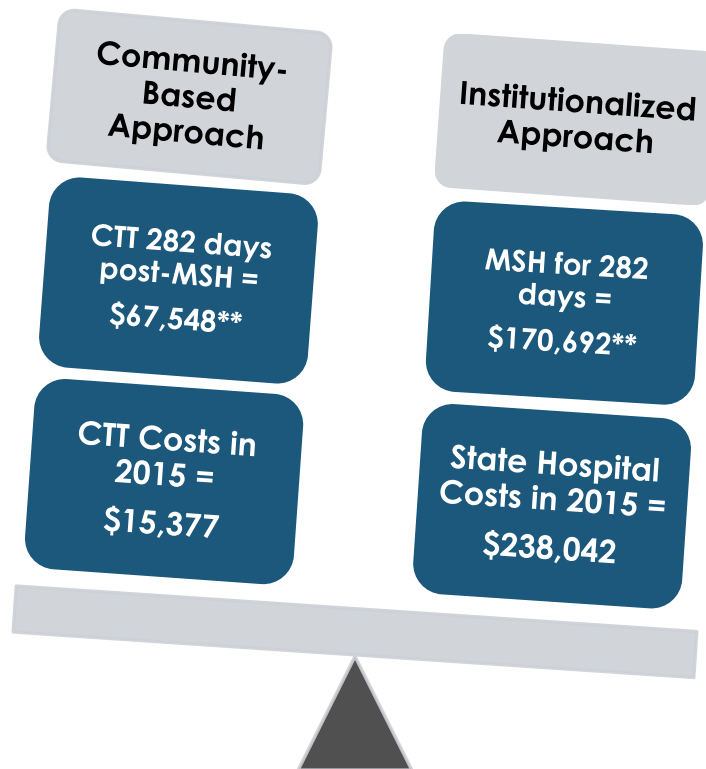 Community-
Based
Approach
CTT 282 days
post-MSH =
$67,548**
CTT Costs in
2015 =
$15,377
Institutionalized
Approach
MSH for 282
days =
$170,692**
State Hospital
Costs in 2015 =
$238,042